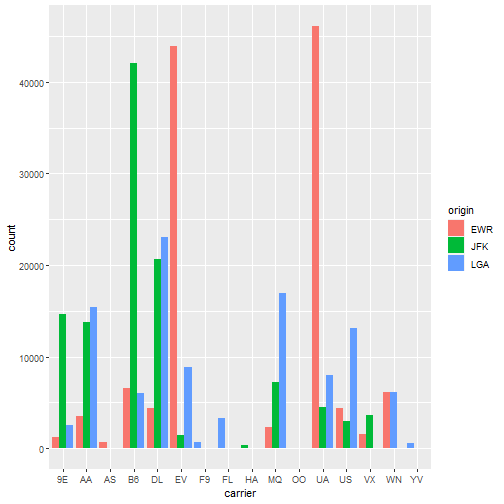 40000
30000
20000
10000
0
count
9E AA AS B6 DL EV F9 FL HA MQ OO UA US VX WN YV
carrier
origin
EWR
JFK
LGA